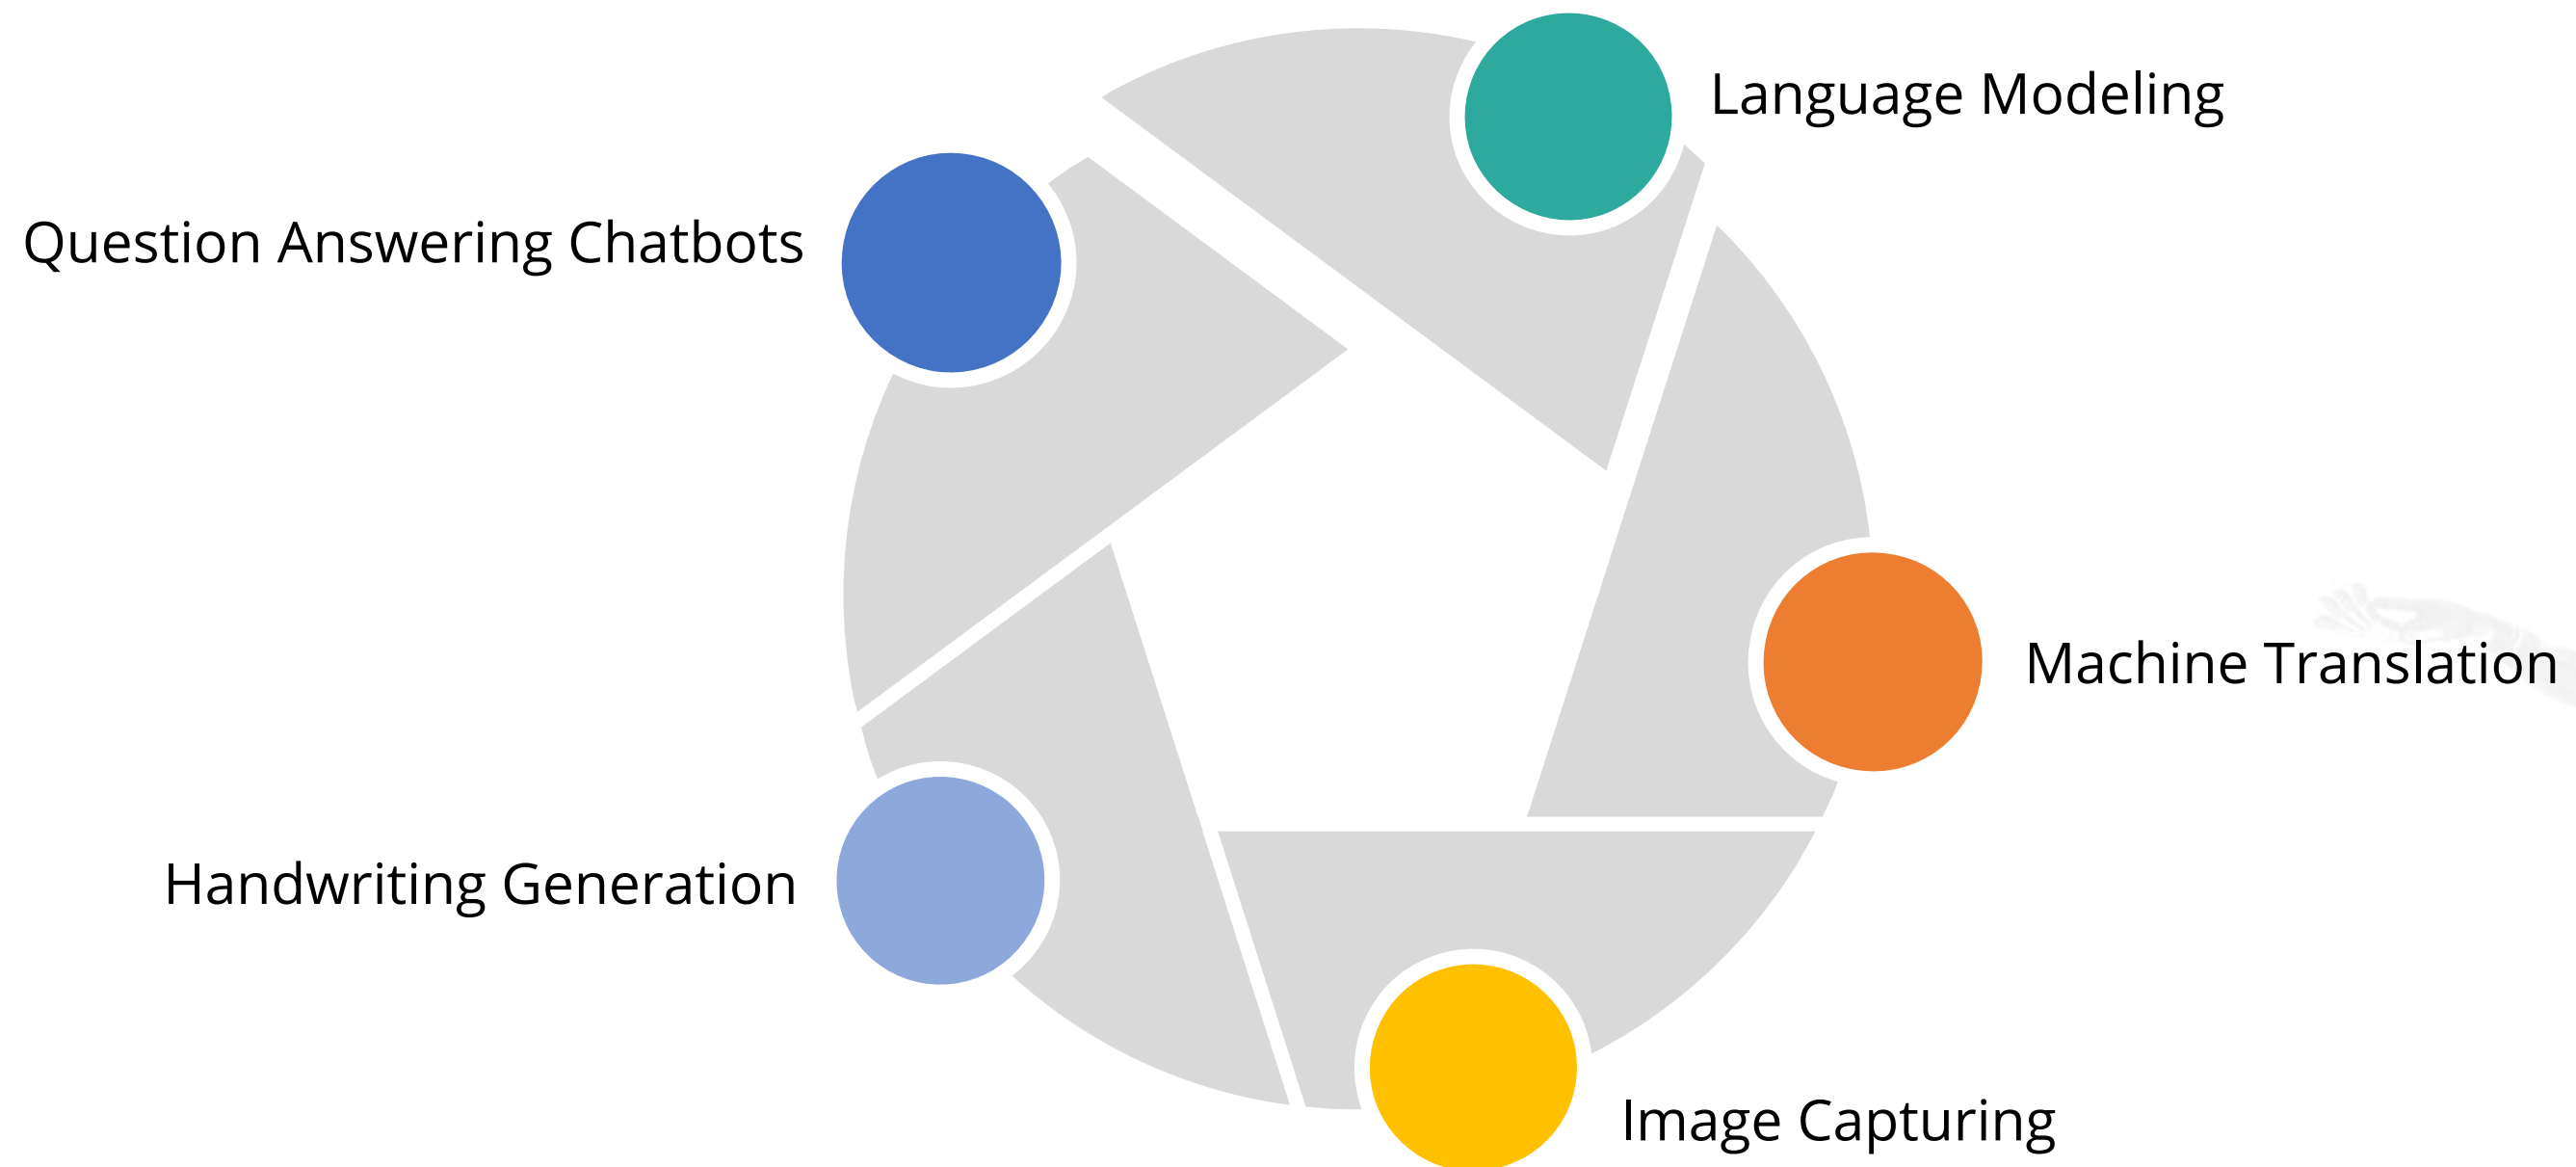 Language Modeling
Question Answering Chatbots
Machine Translation
Handwriting Generation
Image Capturing